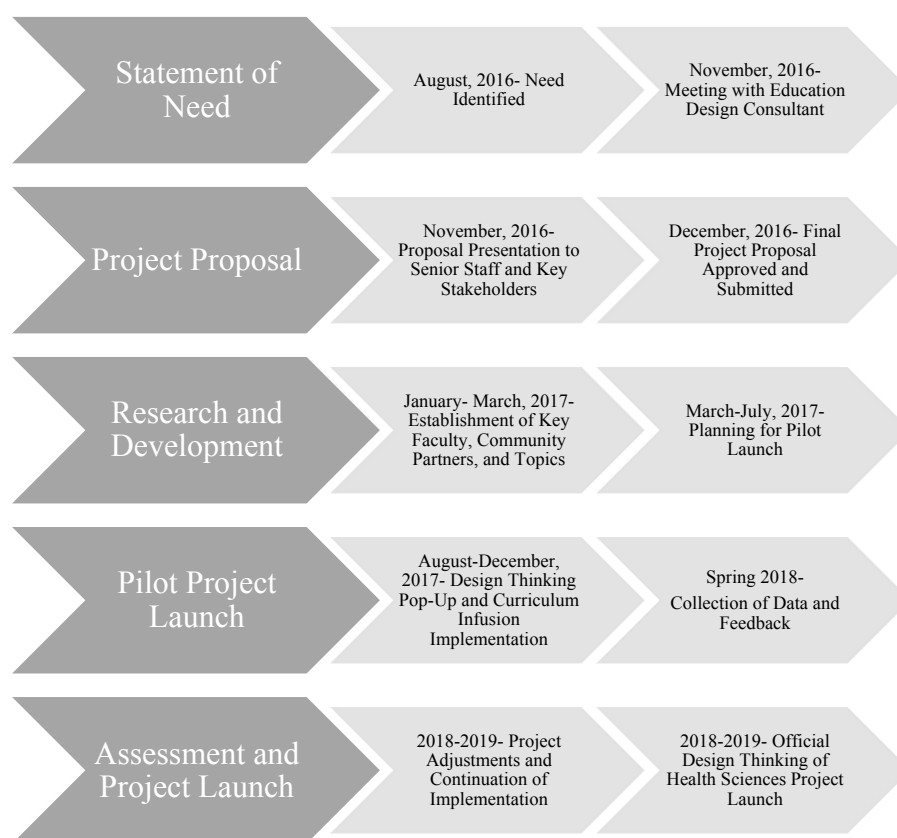 Statement of
Need
August, 2016- Need
Identified
November, 2016-
Meeting with Education
Design Consultant
Project Proposal
November, 2016-
Proposal Presentation to
Senior Staff and Key
Stakeholders
December, 2016- Final
Project Proposal
Approved and
Submitted
Research and
Development
January- March, 2017-
Establishment of Key
Faculty, Community
Partners, and Topics
March-July, 2017-
Planning for Pilot
Launch
Pilot Project
Launch
August-December,
2017- Design Thinking
Pop-Up and Curriculum
Infusion
Implementation
Spring 2018-
Collection of Data and
Feedback
Assessment and
Project Launch
2018-2019- Project
Adjustments and
Continuation of
Implementation
2018-2019- Official
Design Thinking of
Health Sciences Project
Launch